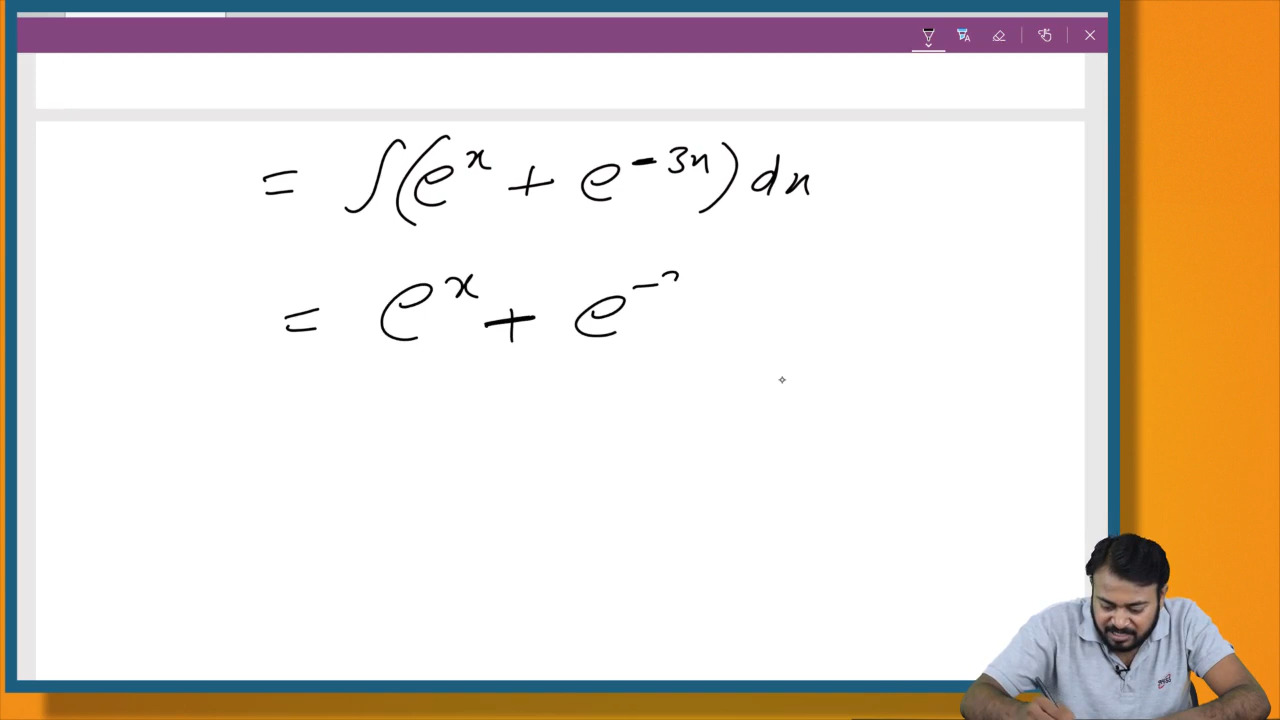 = ∫(e^x + e^-3x) dx
= e^x + e^-